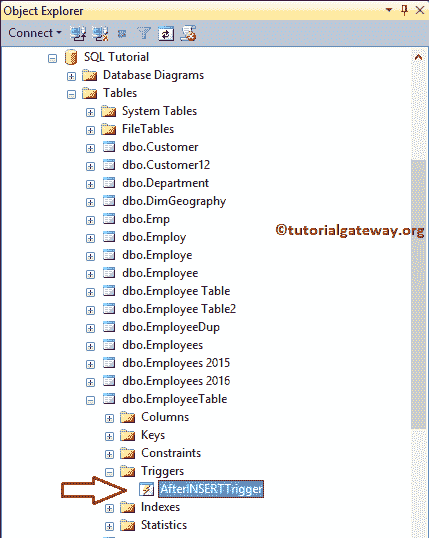 Object Explorer
Connect
SQL Tutorial
Database Diagrams
Tables
System Tables
FileTables
dbo.Customer
dbo.Customer12
dbo.Department
dbo.DimGeography
dbo.Emp
dbo.Employ
©tutorialgateway.org
dbo.Employe
dbo.Employee
dbo.Employee Table
dbo.Employee Table2
dbo.EmployeeDup
dbo.Employees
dbo.Employees 2015
dbo.Employees 2016
dbo.EmployeeTable
Columns
Keys
Constraints
Triggers
AfterINSERTTrigger
Indexes
Statistics